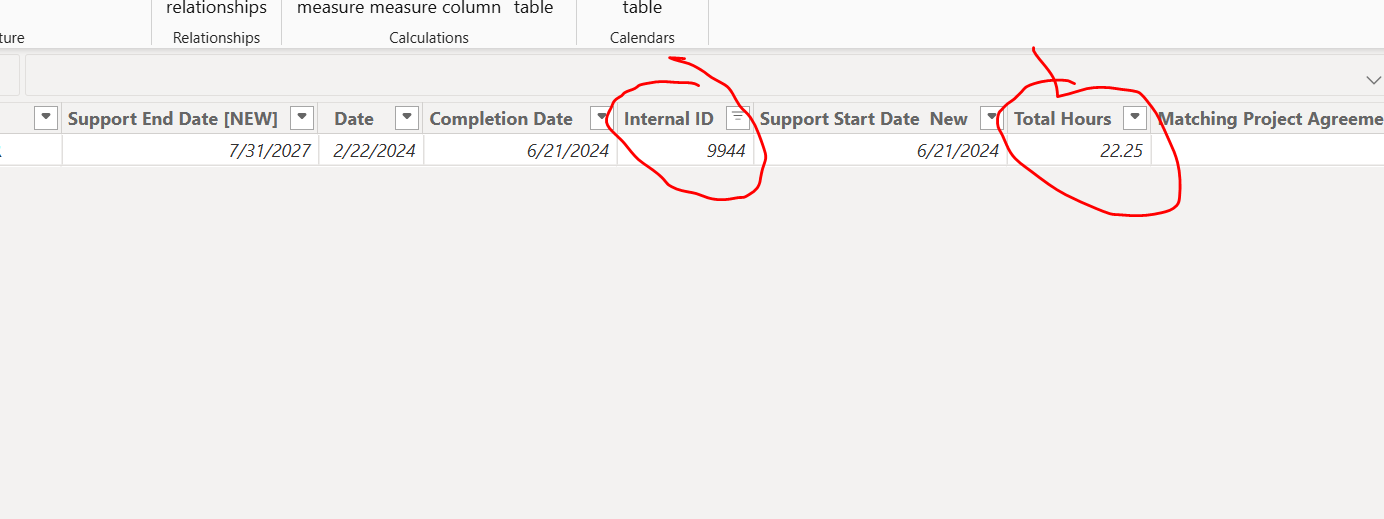 relationships measure measure column table table
ture Relationships Calculations Calendars
Support End Date [NEW] Date Completion Date Internal ID Support Start Date New Total Hours Matching Project Agreeme
7/31/2027 2/22/2024 6/21/2024 9944 6/21/2024 22.25